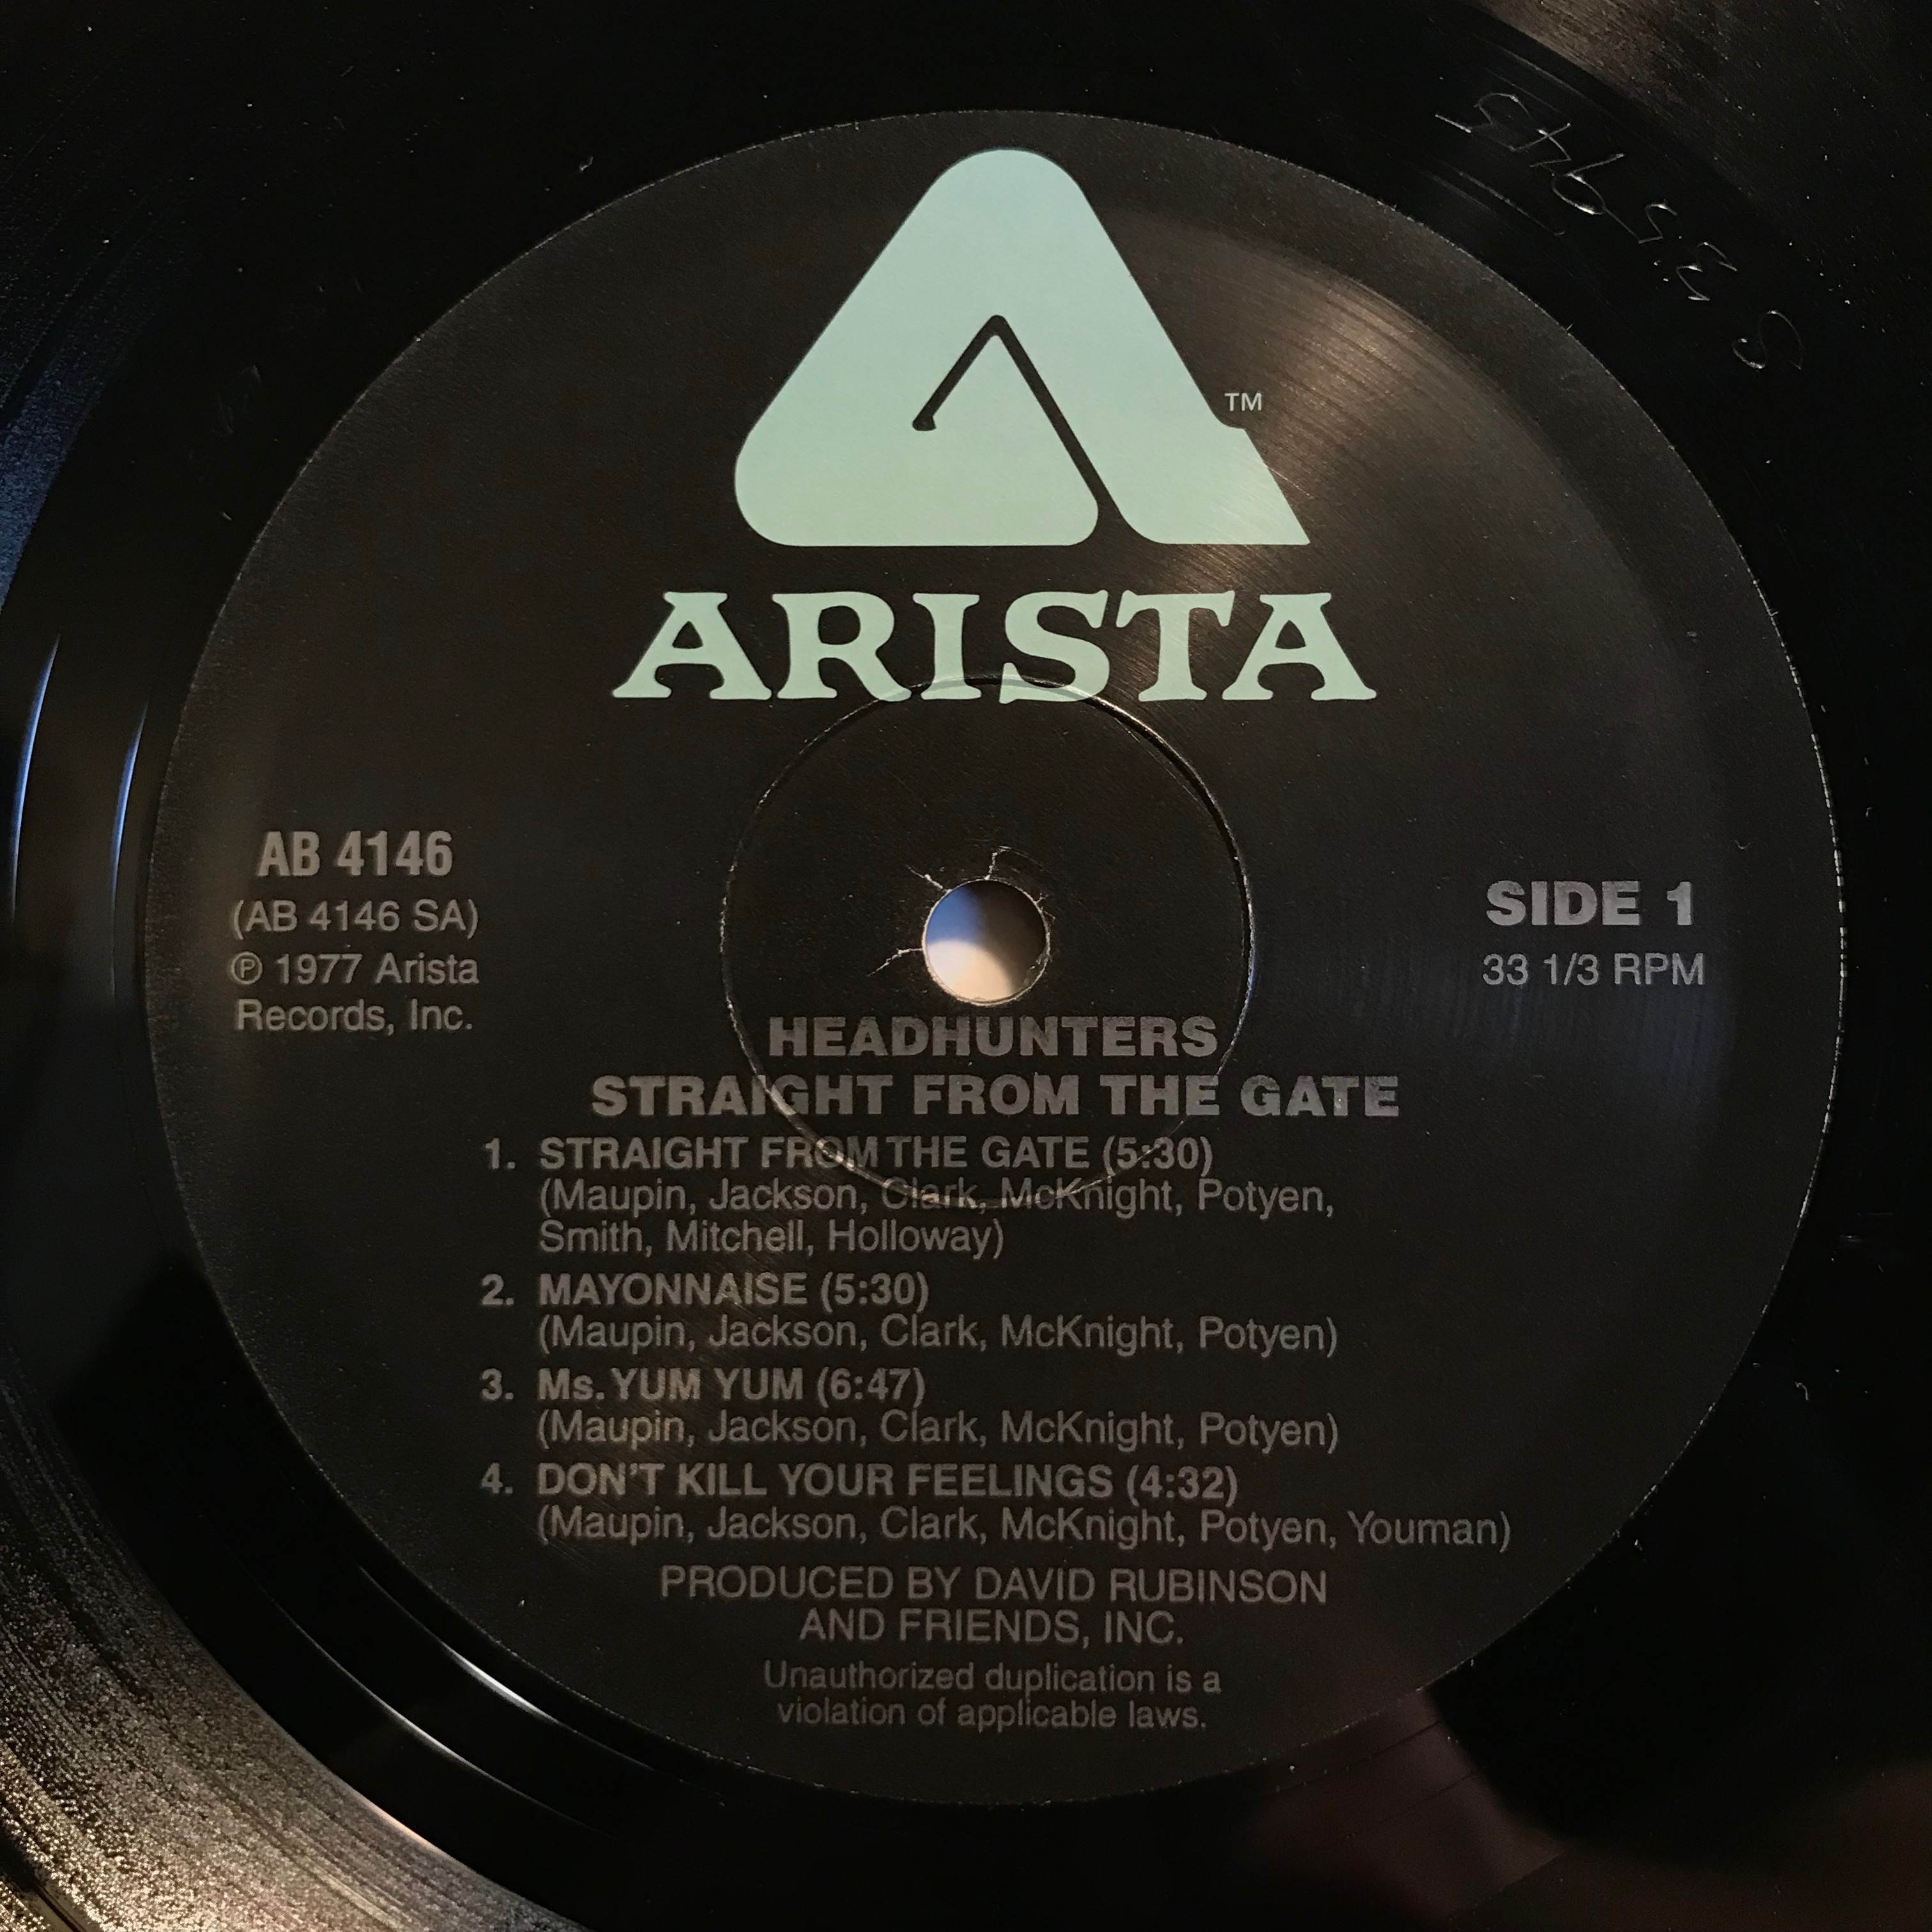 TM
ARISTA
AB 4146
(AB 4146 SA)
Ⓟ 1977 Arista
Records, Inc.
SIDE 1
33 1/3 RPM
HEADHUNTERS
STRAIGHT FROM THE GATE
1. STRAIGHT FROM THE GATE (5:30)
(Maupin, Jackson, Clark, McKnight, Potyen,
Smith, Mitchell, Holloway)
2. MAYONNAISE (5:30)
(Maupin, Jackson, Clark, McKnight, Potyen)
3. Ms. YUM YUM (6:47)
(Maupin, Jackson, Clark, McKnight, Potyen)
4. DON'T KILL YOUR FEELINGS (4:32)
(Maupin, Jackson, Clark, McKnight, Potyen, Youman)
PRODUCED BY DAVID RUBINSON
AND FRIENDS, INC.
Unauthorized duplication is a
violation of applicable laws.